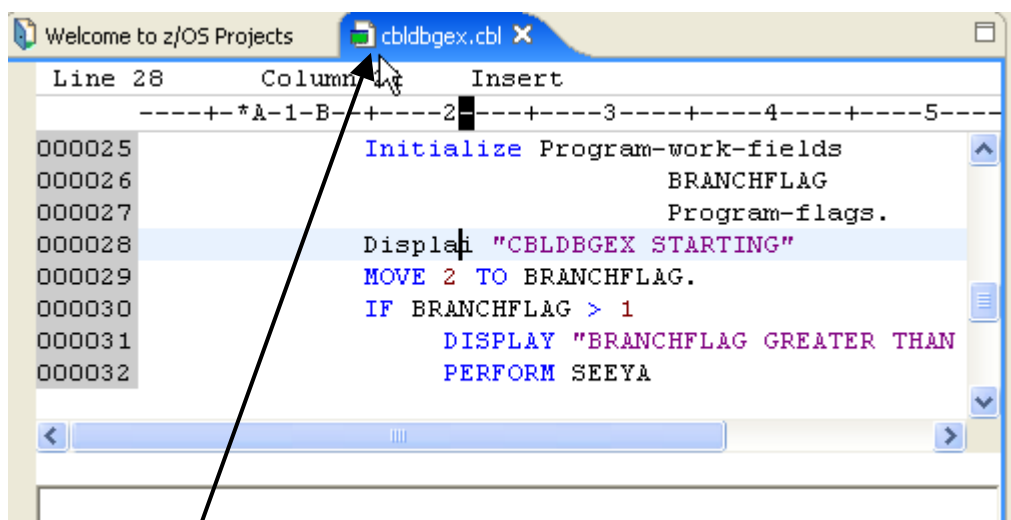 Welcome to z/OS Projects cbldbgex.cbl
Line 28 Column Insert
----+-*A-1-B--+----2----+----3----+----4----+----5----
000025 Initialize Program-work-fields
000026 BRANCHFLAG
000027 Program-flags.
000028 Displai "CBLDBGEX STARTING"
000029 MOVE 2 TO BRANCHFLAG.
000030 IF BRANCHFLAG > 1
000031 DISPLAY "BRANCHFLAG GREATER THAN
000032 PERFORM SEEYA